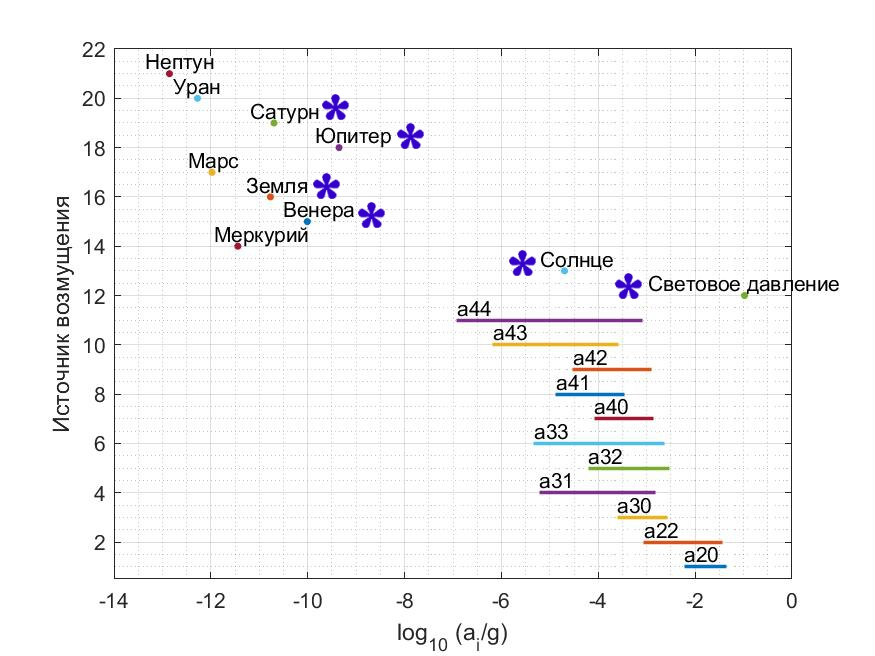 22
Нептун
Уран
20
Сатурн
Юпитер
18
Марс
Земля
16
Венера
Меркурий
14
Солнце
Световое давление
12
a44
a43
10
a42
a41
8
a40
a33
6
a32
a31
4
a30
a22
2
a20
Источник возмущения
-14 -12 -10 -8 -6 -4 -2 0
log10 (ai/g)